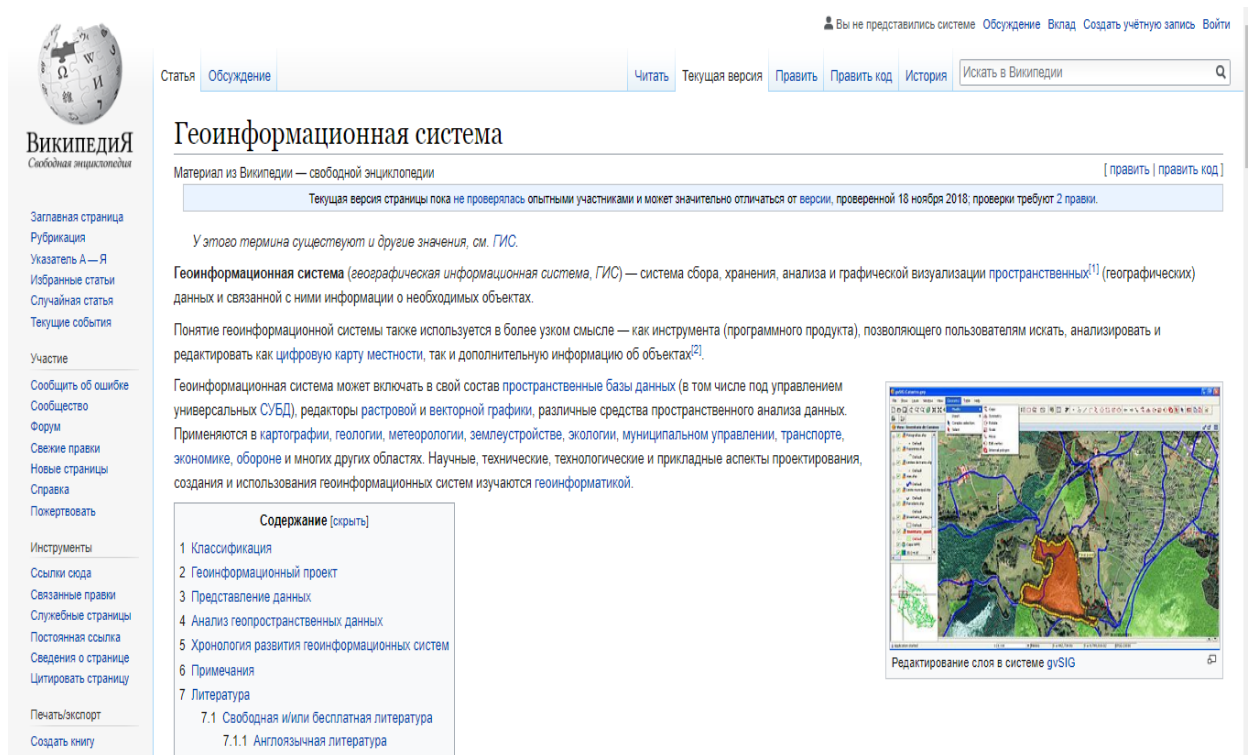 Вы не представились системе Обсуждение Вклад Создать учётную запись Войти
Статья Обсуждение Читать Текущая версия Править Править код История Искать в Википедии
ВикипедиЯ
Свободная энциклопедия
Заглавная страница
Рубрикация
Указатель А — Я
Избранные статьи
Случайная статья
Текущие события
Участие
Сообщить об ошибке
Сообщество
Форум
Свежие правки
Новые страницы
Справка
Пожертвовать
Инструменты
Ссылки сюда
Связанные правки
Служебные страницы
Постоянная ссылка
Сведения о странице
Цитировать страницу
Печать/экспорт
Создать книгу
Геоинформационная система
Материал из Википедии — свободной энциклопедии
[ править | править код ]
Текущая версия страницы пока не проверялась опытными участниками и может значительно отличаться от версии, проверенной 18 ноября 2018; проверки требуют 2 правки.
У этого термина существуют и другие значения, см. ГИС.
Геоинформационная система (географическая информационная система, ГИС) — система сбора, хранения, анализа и графической визуализации пространственных[1] (географических)
данных и связанной с ними информации о необходимых объектах.
Понятие геоинформационной системы также используется в более узком смысле — как инструмента (программного продукта), позволяющего пользователям искать, анализировать и
редактировать как цифровую карту местности, так и дополнительную информацию об объектах[2].
Геоинформационная система может включать в свой состав пространственные базы данных (в том числе под управлением
универсальных СУБД), редакторы растровой и векторной графики, различные средства пространственного анализа данных.
Применяются в картографии, геологии, метеорологии, землеустройстве, экологии, муниципальном управлении, транспорте,
экономике, обороне и многих других областях. Научные, технические, технологические и прикладные аспекты проектирования,
создания и использования геоинформационных систем изучаются геоинформатикой.
Содержание [скрыть]
1 Классификация
2 Геоинформационный проект
3 Представление данных
4 Анализ геопространственных данных
5 Хронология развития геоинформационных систем
6 Примечания
7 Литература
7.1 Свободная и/или бесплатная литература
7.1.1 Англоязычная литература
Редактирование слоя в системе gvSIG